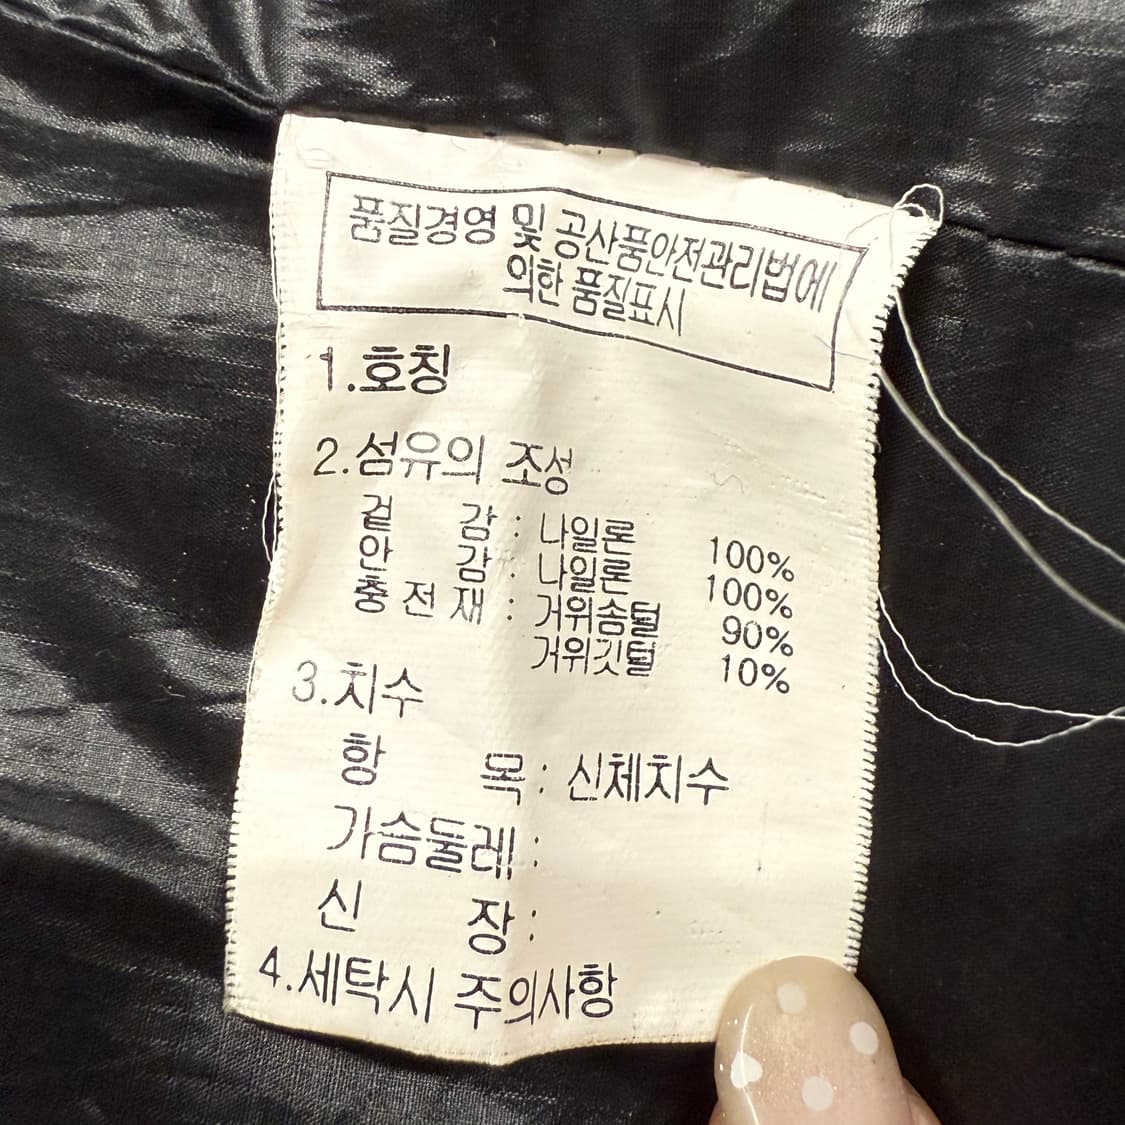 품질경영 및 공산품안전관리법에
의한 품질표시
1.호칭
2.섬유의 조성
겉 감 : 나일론 100%
안 감 : 나일론 100%
충 전 재 : 거위솜털 90%
거위깃털 10%
3.치수
항 목 : 신체치수
가슴둘레 :
신 장 :
4.세탁시 주의사항